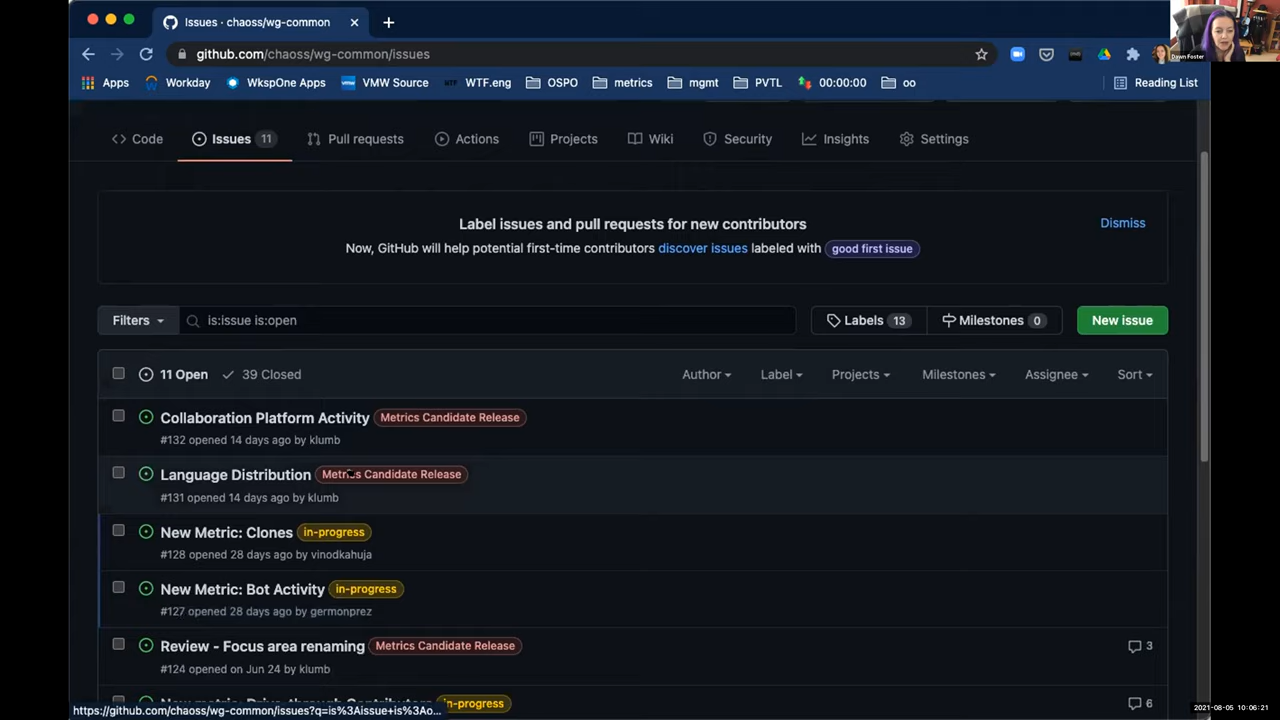 Issues · chaoss/wg-common
github.com/chaoss/wg-common/issues
Dawn Foster
Apps Workday WkspOne Apps VMW Source WTF.eng OSPO metrics mgmt PVTL 00:00:00 oo Reading List
Code Issues 11 Pull requests Actions Projects Wiki Security Insights Settings
Label issues and pull requests for new contributors Dismiss
Now, GitHub will help potential first-time contributors discover issues labeled with good first issue
Filters is:issue is:open Labels 13 Milestones 0 New issue
11 Open 39 Closed Author Label Projects Milestones Assignee Sort
Collaboration Platform Activity Metrics Candidate Release
#132 opened 14 days ago by klumb
Language Distribution Metrics Candidate Release
#131 opened 14 days ago by klumb
New Metric: Clones in-progress
#128 opened 28 days ago by vinodkahuja
New Metric: Bot Activity in-progress
#127 opened 28 days ago by germonprez
Review - Focus area renaming Metrics Candidate Release 3
#124 opened on Jun 24 by klumb
New metric: Drive-through Contributors in-progress 6
https://github.com/chaoss/wg-common/issues?q=is%3Aissue+is%3Ao...
2021-08-05 10:06:21